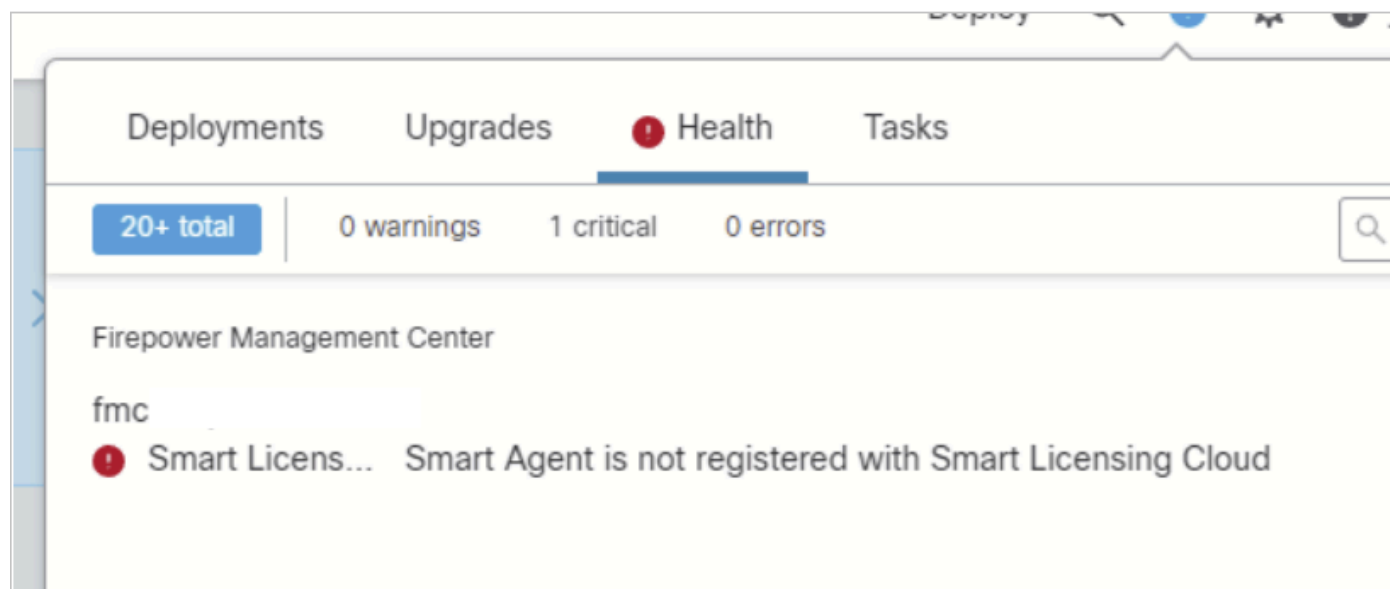 Deploy
Deployments Upgrades Health Tasks
20+ total 0 warnings 1 critical 0 errors
Firepower Management Center
fmc
Smart Licens... Smart Agent is not registered with Smart Licensing Cloud